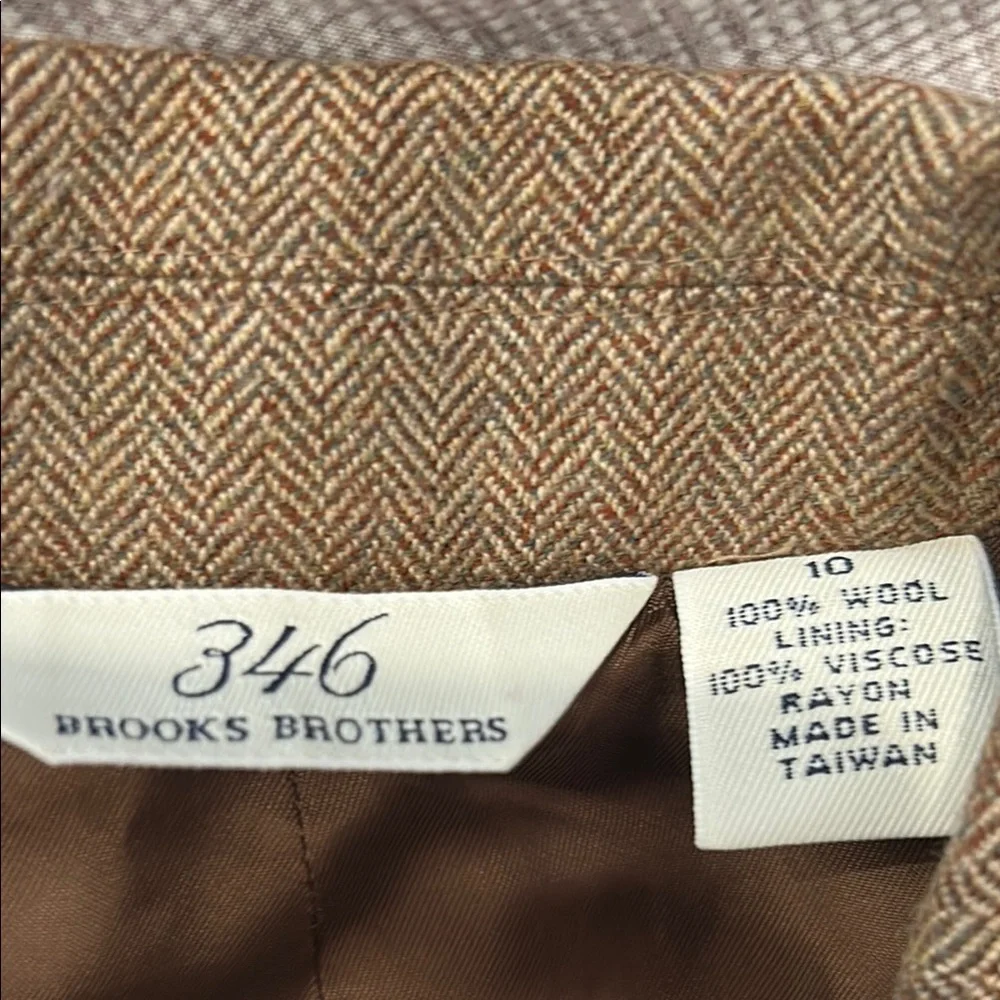 346
BROOKS BROTHERS
10
100% WOOL
LINING:
100% VISCOSE
RAYON
MADE IN
TAIWAN